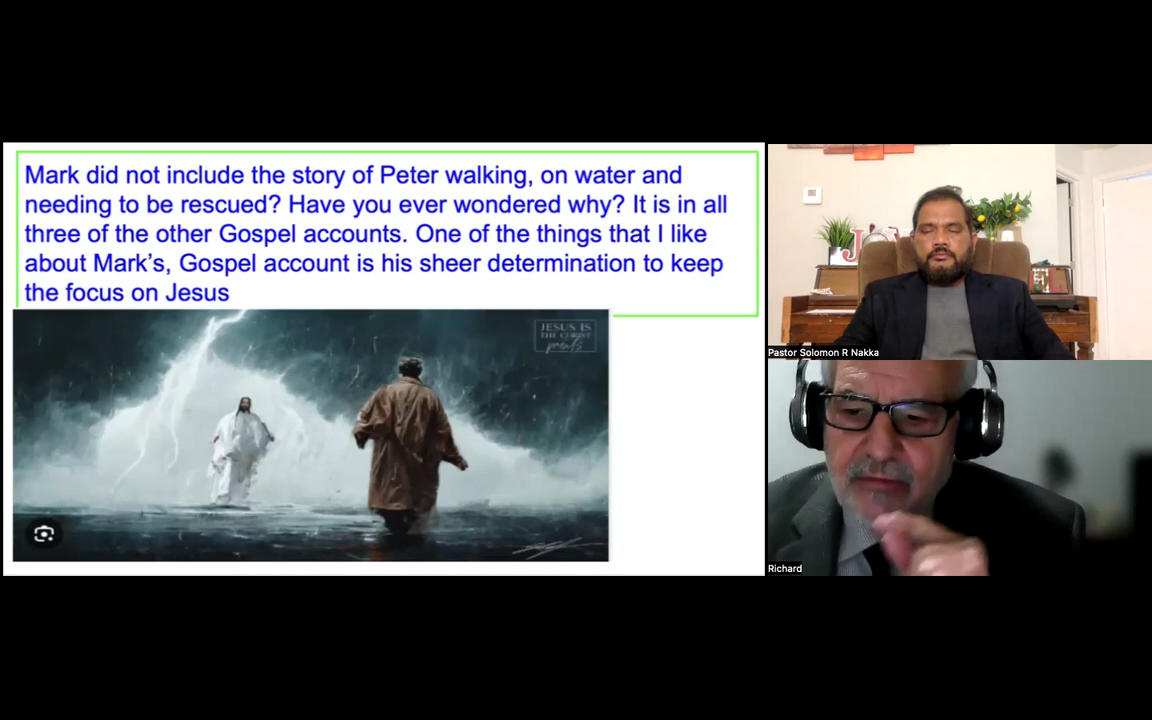 Mark did not include the story of Peter walking, on water and
needing to be rescued? Have you ever wondered why? It is in all
three of the other Gospel accounts. One of the things that I like
about Mark's, Gospel account is his sheer determination to keep
the focus on Jesus
JESUS IS
THE CHRIST
prints
Pastor Solomon R Nakka
Richard